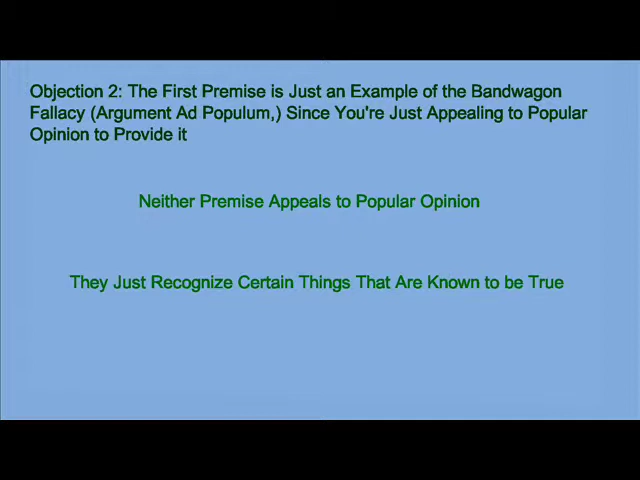 Objection 2: The First Premise is Just an Example of the Bandwagon
Fallacy (Argument Ad Populum,) Since You're Just Appealing to Popular
Opinion to Provide it
Neither Premise Appeals to Popular Opinion
They Just Recognize Certain Things That Are Known to be True